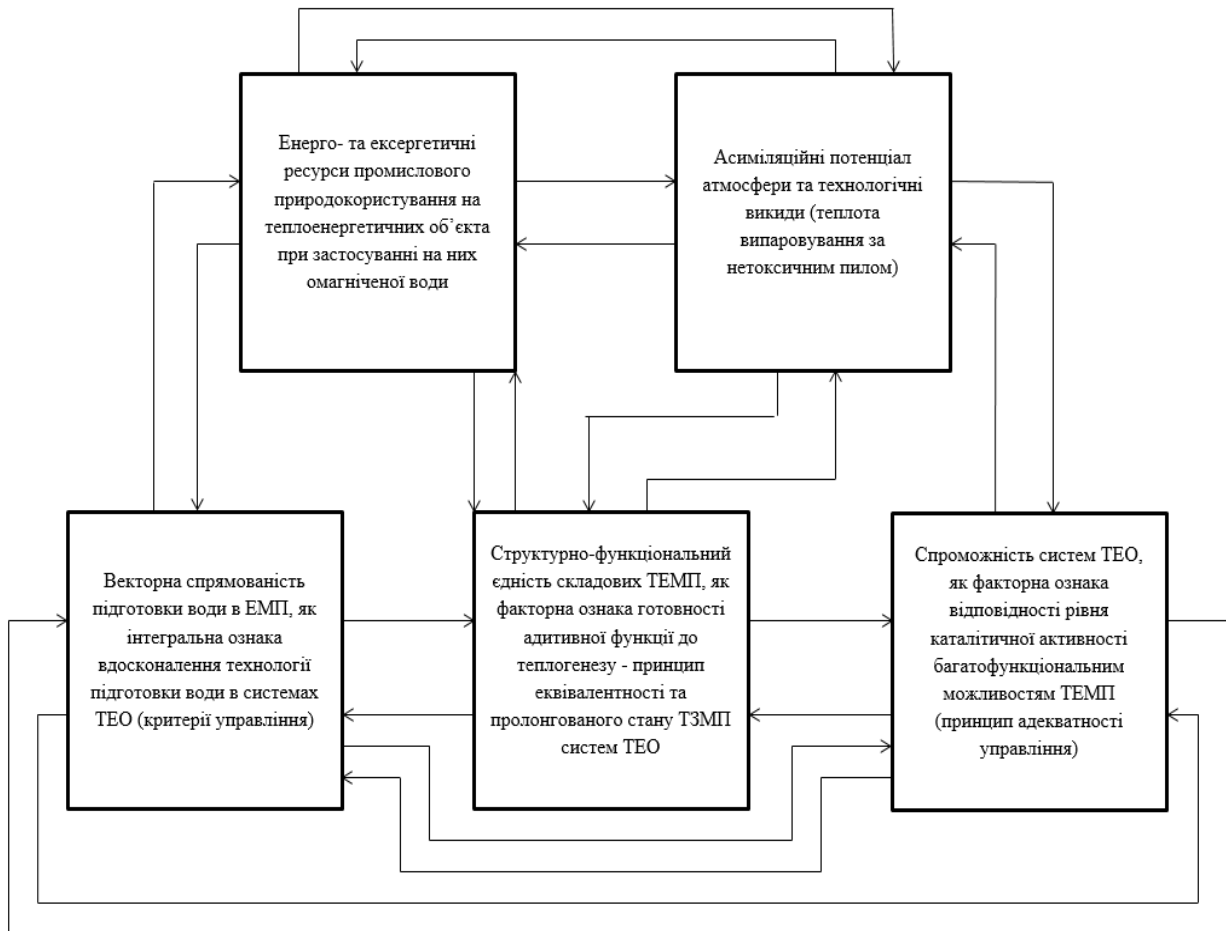 Енерго- та ексергетичні
ресурси промислового
природокористування на
теплоенергетичних об’єкта
при застосуванні на них
омагніченої води
Асиміляційні потенціал
атмосфери та технологічні
викиди (теплота
випаровування за
нетоксичним пилом)
Векторна спрямованість
підготовки води в ЕМП, як
інтегральна ознака
вдосконалення технології
підготовки води в системах
ТЕО (критерії управління)
Структурно-функціональний
єдність складових ТЕМП, як
факторна ознака готовності
адитивної функції до
теплогенезу - принцип
еквівалентності та
пролонгованого стану ТЗМП
систем ТЕО
Спроможність систем ТЕО,
як факторна ознака
відповідності рівня
каталітичної активності
багатофункціональним
можливостям ТЕМП
(принцип адекватності
управління)